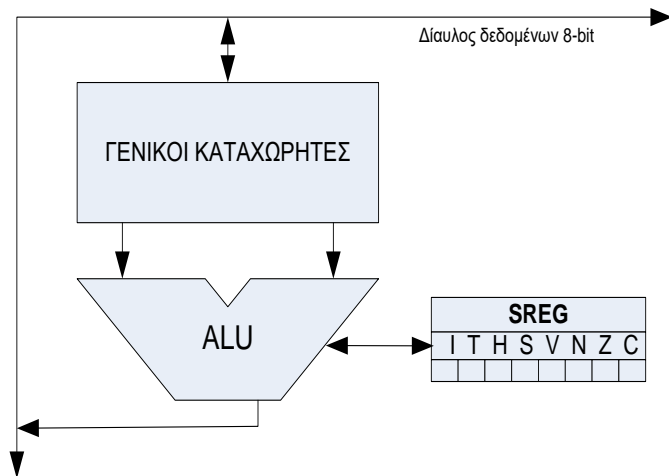 Δίαυλος δεδομένων 8-bit
ΓΕΝΙΚΟΙ ΚΑΤΑΧΩΡΗΤΕΣ
ALU
SREG
I T H S V N Z C